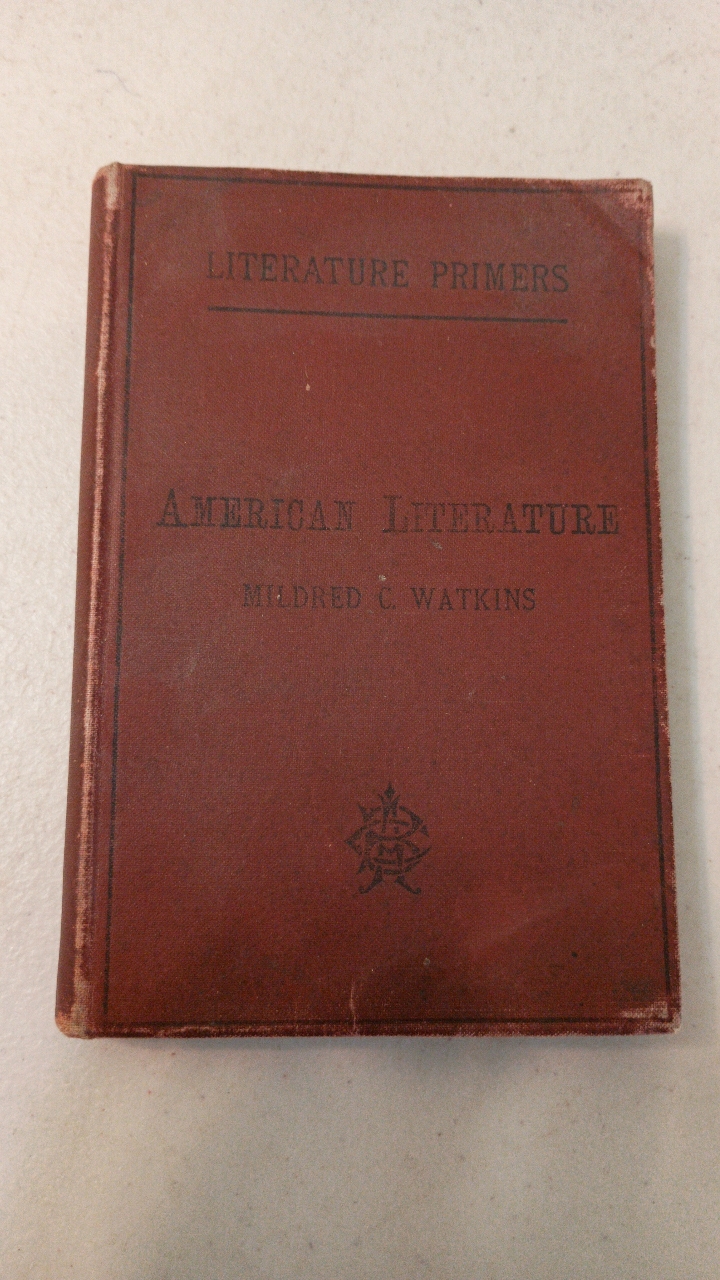 LITERATURE PRIMERS
AMERICAN LITERATURE
MILDRED C. WATKINS